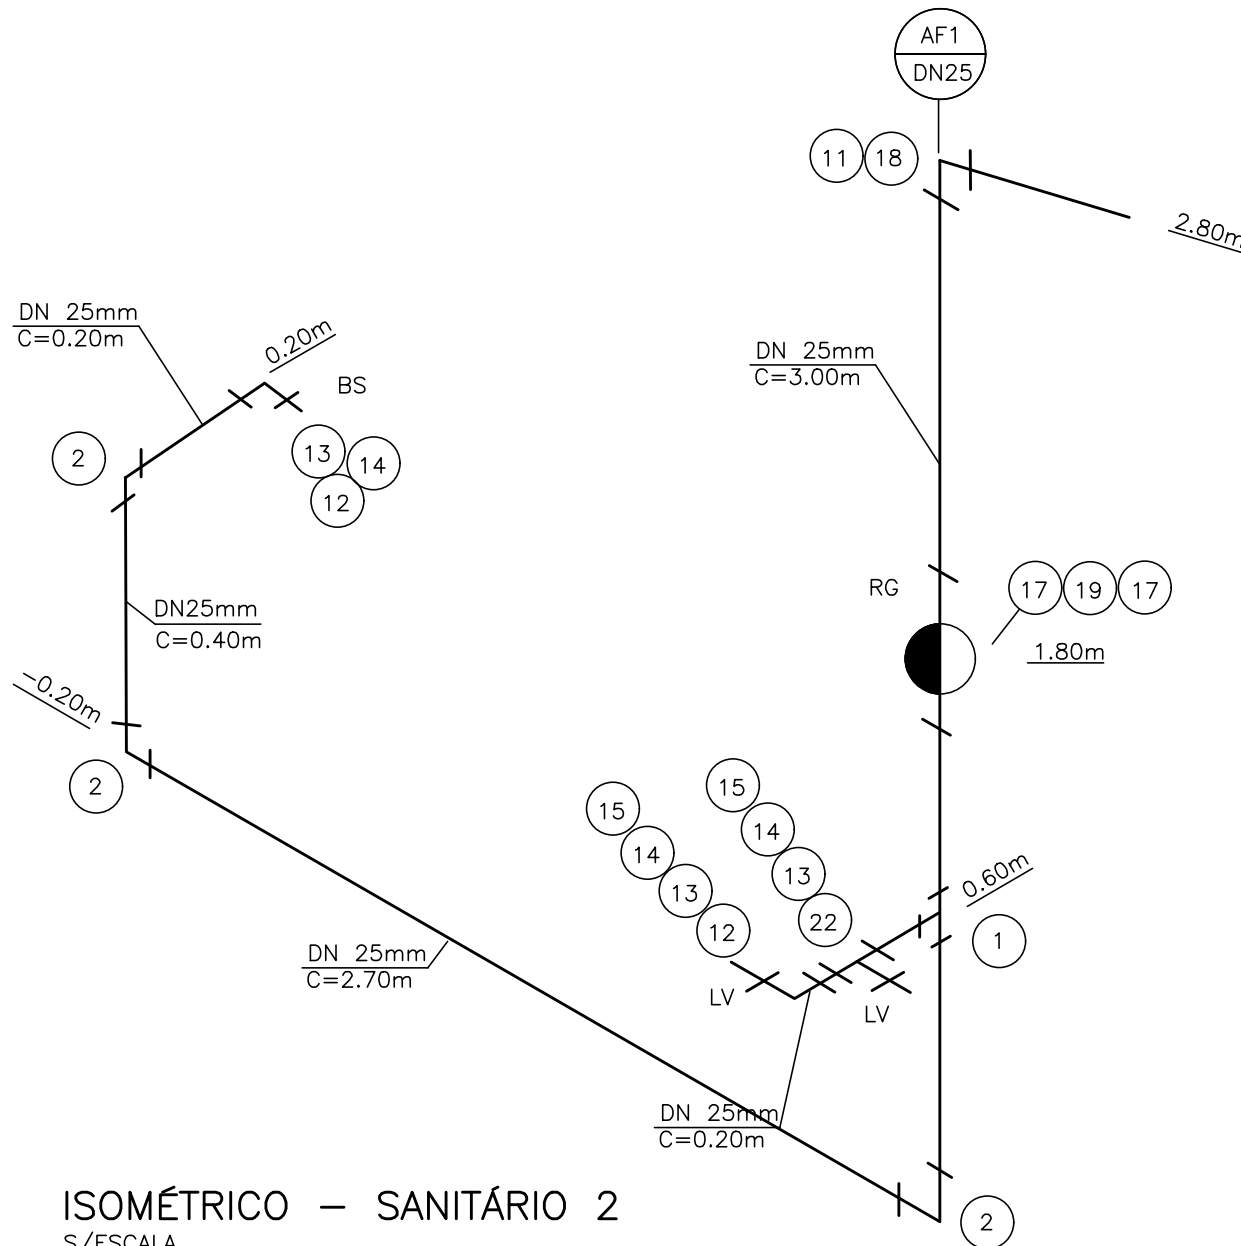 AF1
DN25
11 18
2.80m
DN 25mm
C=0.20m
0.20m
BS
DN 25mm
C=3.00m
2
13
14
12
RG
17 19 17
1.80m
DN25mm
C=0.40m
-0.20m
2
15
14
13
12
15
14
13
22
0.60m
1
LV
LV
DN 25mm
C=2.70m
DN 25mm
C=0.20m
2
ISOMÉTRICO - SANITÁRIO 2
S/ESCALA